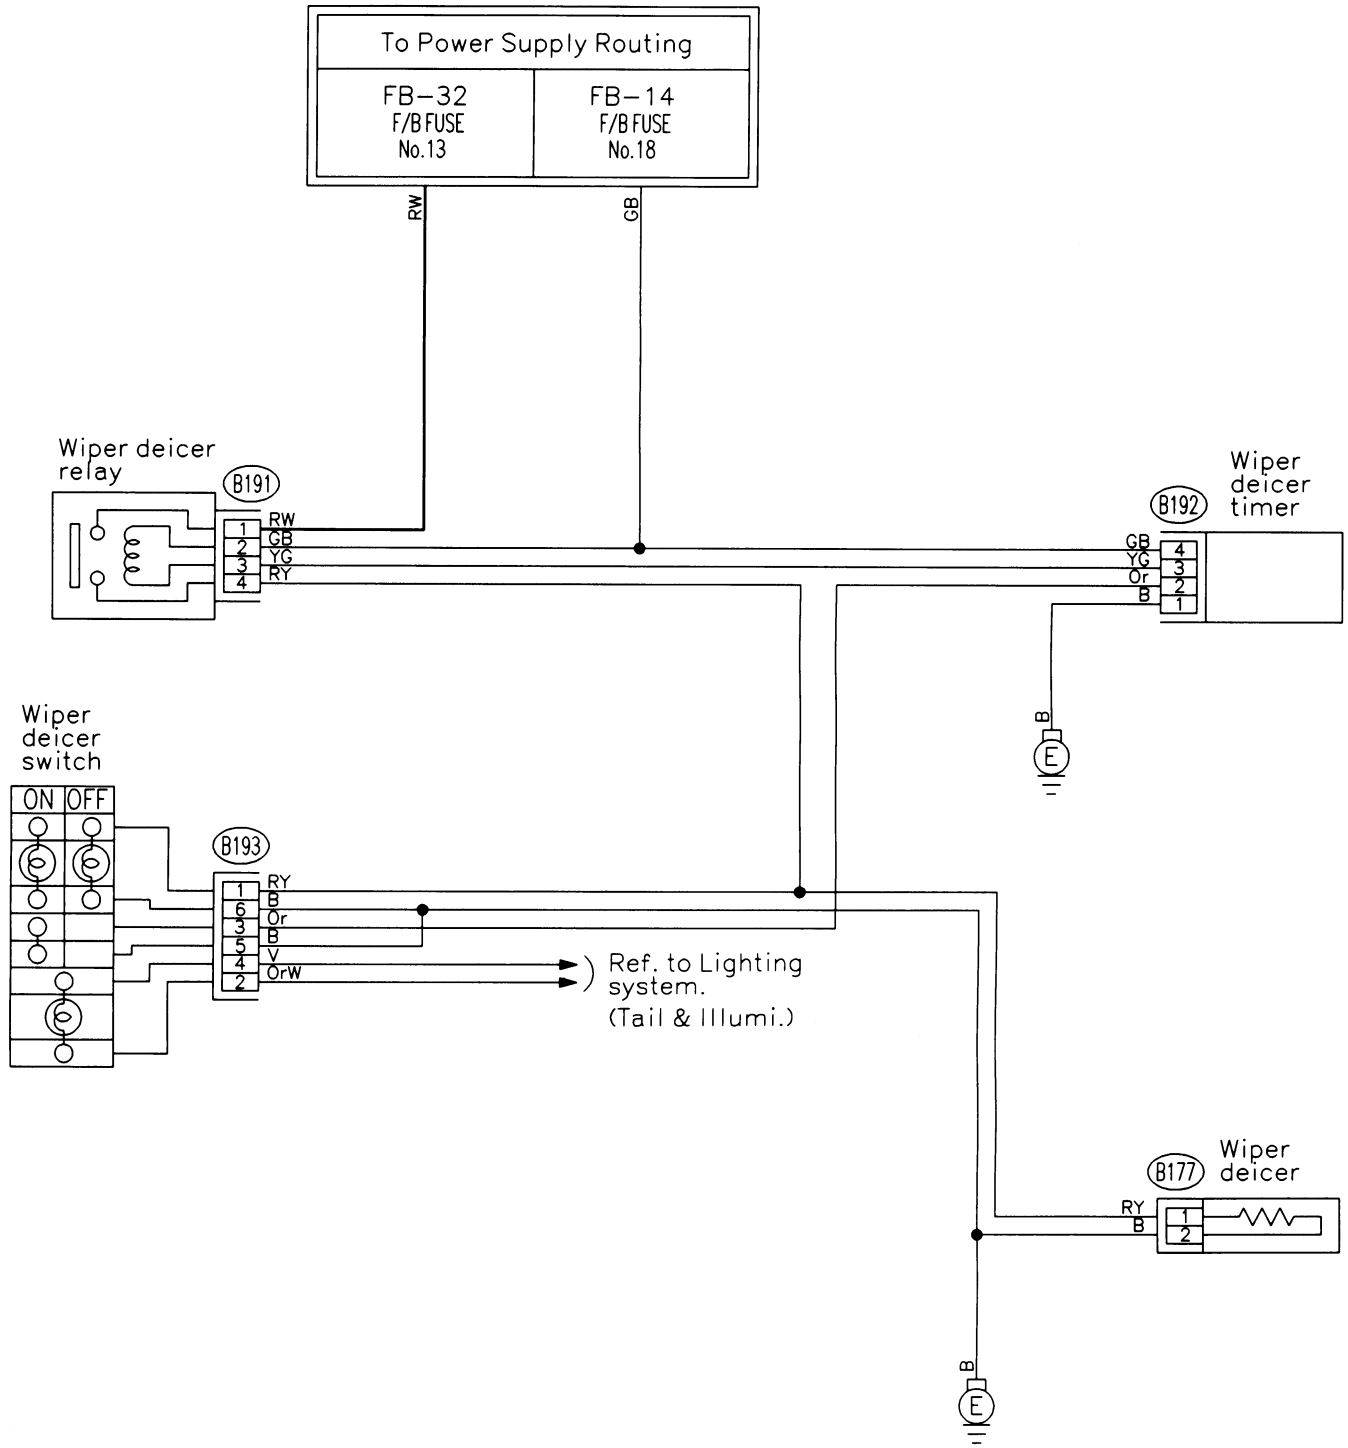 To Power Supply Routing
FB-32
F/B FUSE
No.13
FB-14
F/B FUSE
No.18
RW
GB
Wiper deicer
relay
B191
1
2
3
4
RW
GB
YG
RY
Wiper
deicer
timer
B192
GB
YG
Or
B
4
3
2
1
B
E
Wiper
deicer
switch
ON
OFF
B193
1
6
3
5
4
2
RY
B
Or
B
V
OrW
Ref. to Lighting
system.
(Tail & Illumi.)
Wiper
deicer
B177
RY
B
1
2
B
E